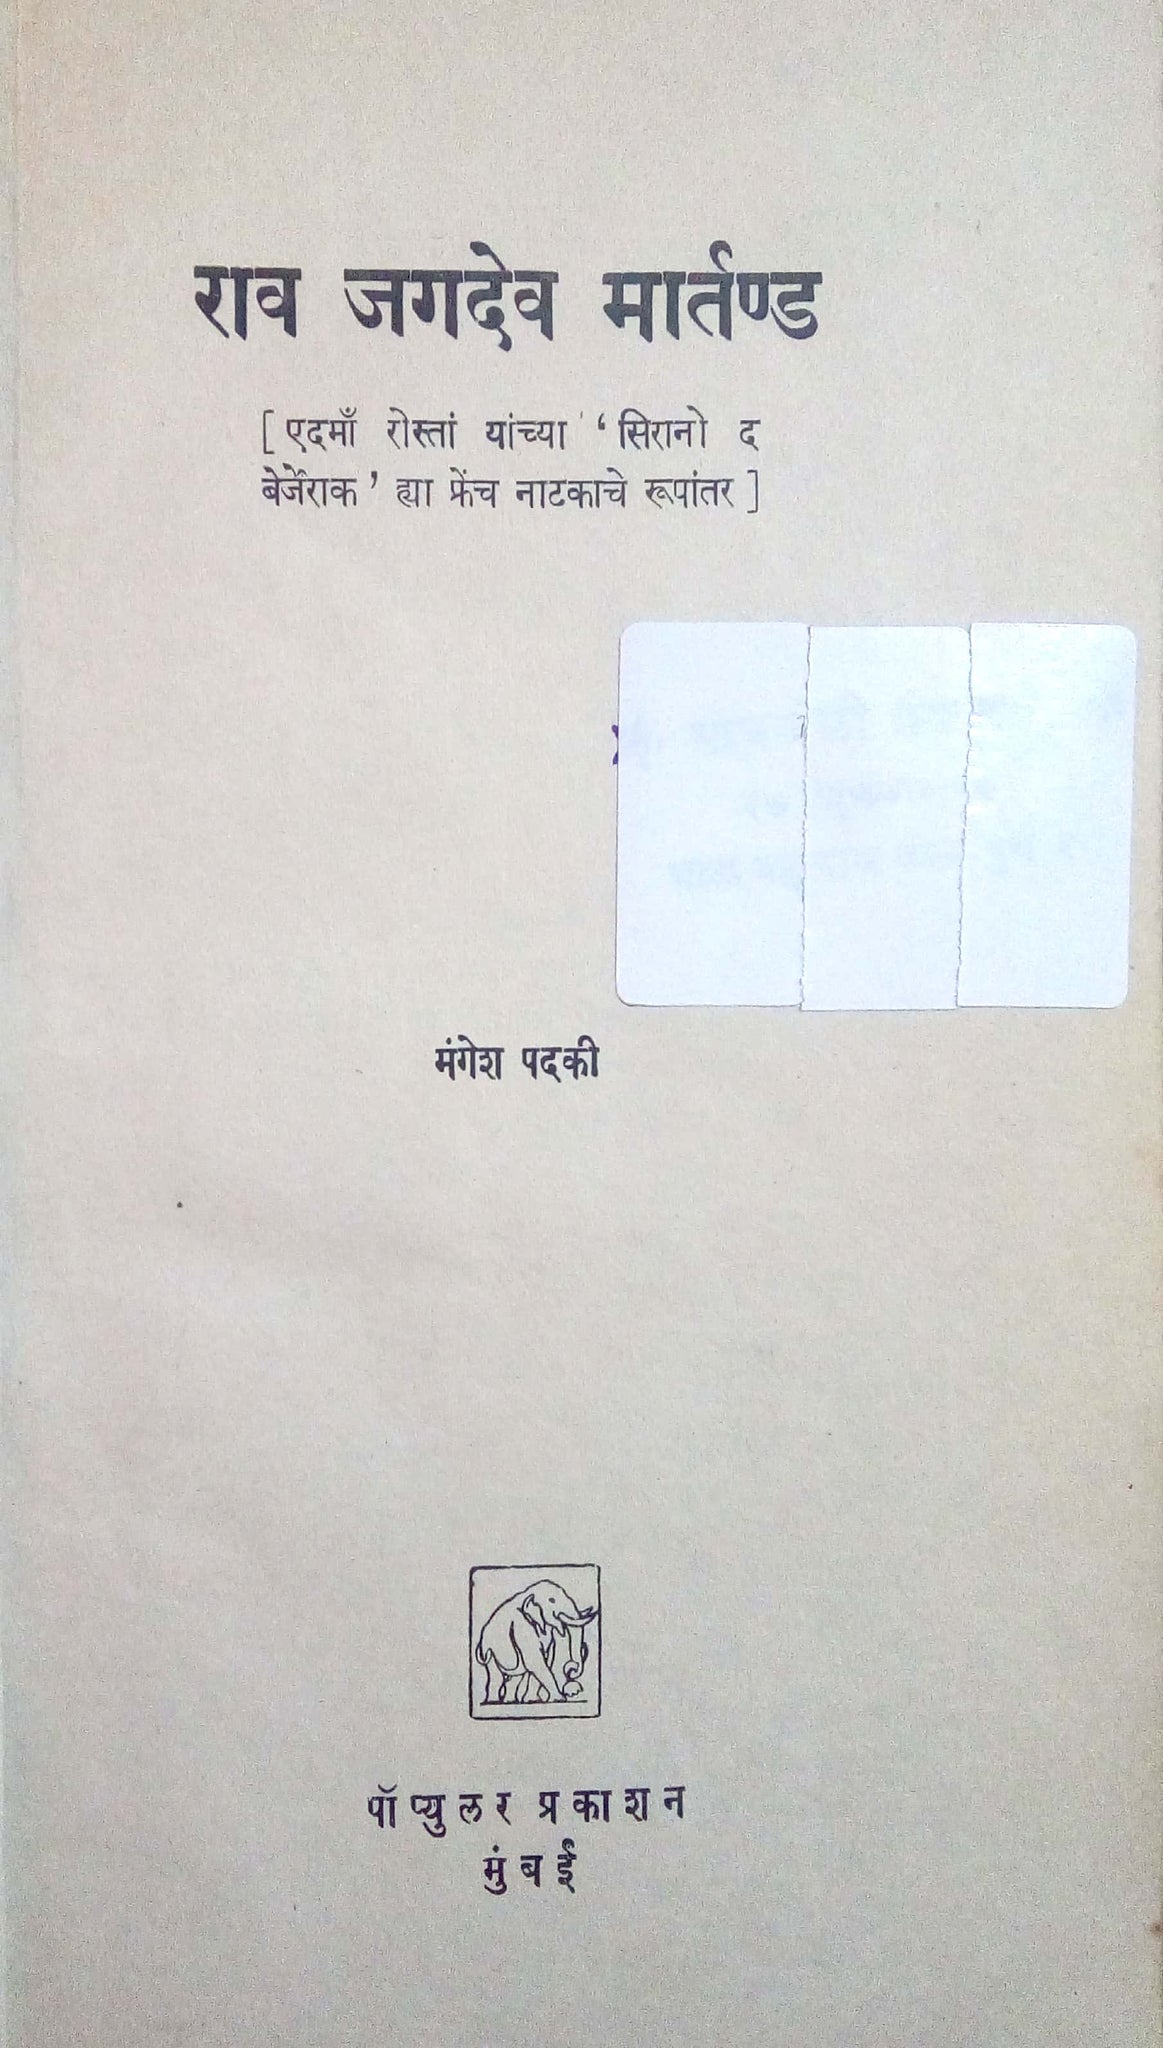 राव जगदेव मार्तण्ड
[ एदमाँ रोस्तां यांच्या ‘ सिरानो द
बेर्जेराक ’ ह्या फ्रेंच नाटकाचे रूपांतर ]
मंगेश पदकी
पॉप्युलर प्रकाशन
मुंबई